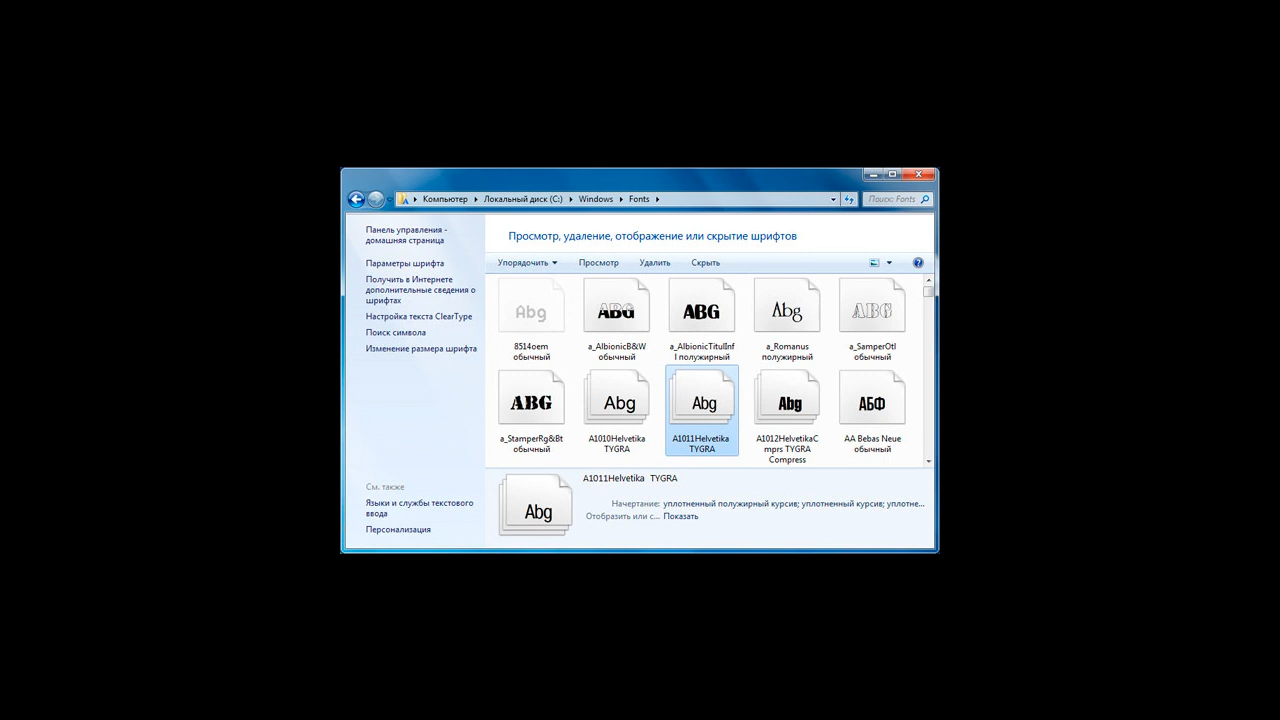 Компьютер Локальный диск (C:) Windows Fonts
Поиск: Fonts
Панель управления -
домашняя страница
Параметры шрифта
Получить в Интернете
дополнительные сведения о
шрифтах
Настройка текста ClearType
Поиск символа
Изменение размера шрифта
См. также
Языки и службы текстового
ввода
Персонализация
Просмотр, удаление, отображение или скрытие шрифтов
Упорядочить Просмотр Удалить Скрыть
Abg ABG ABG Abg ABG
8514oem
обычный
a_AlbionicB&W
обычный
a_AlbionicTitulInf
l полужирный
a_Romanus
полужирный
a_SamperOtl
обычный
ABG Abg Abg Abg АБФ
a_StamperRg&Bt
обычный
A1010Helvetika
TYGRA
A1011Helvetika
TYGRA
A1012HelvetikaC
mprs TYGRA
Compress
AA Bebas Neue
обычный
Abg
A1011Helvetika TYGRA
Начертание: уплотненный полужирный курсив; уплотненный курсив; уплотне...
Отобразить или с... Показать